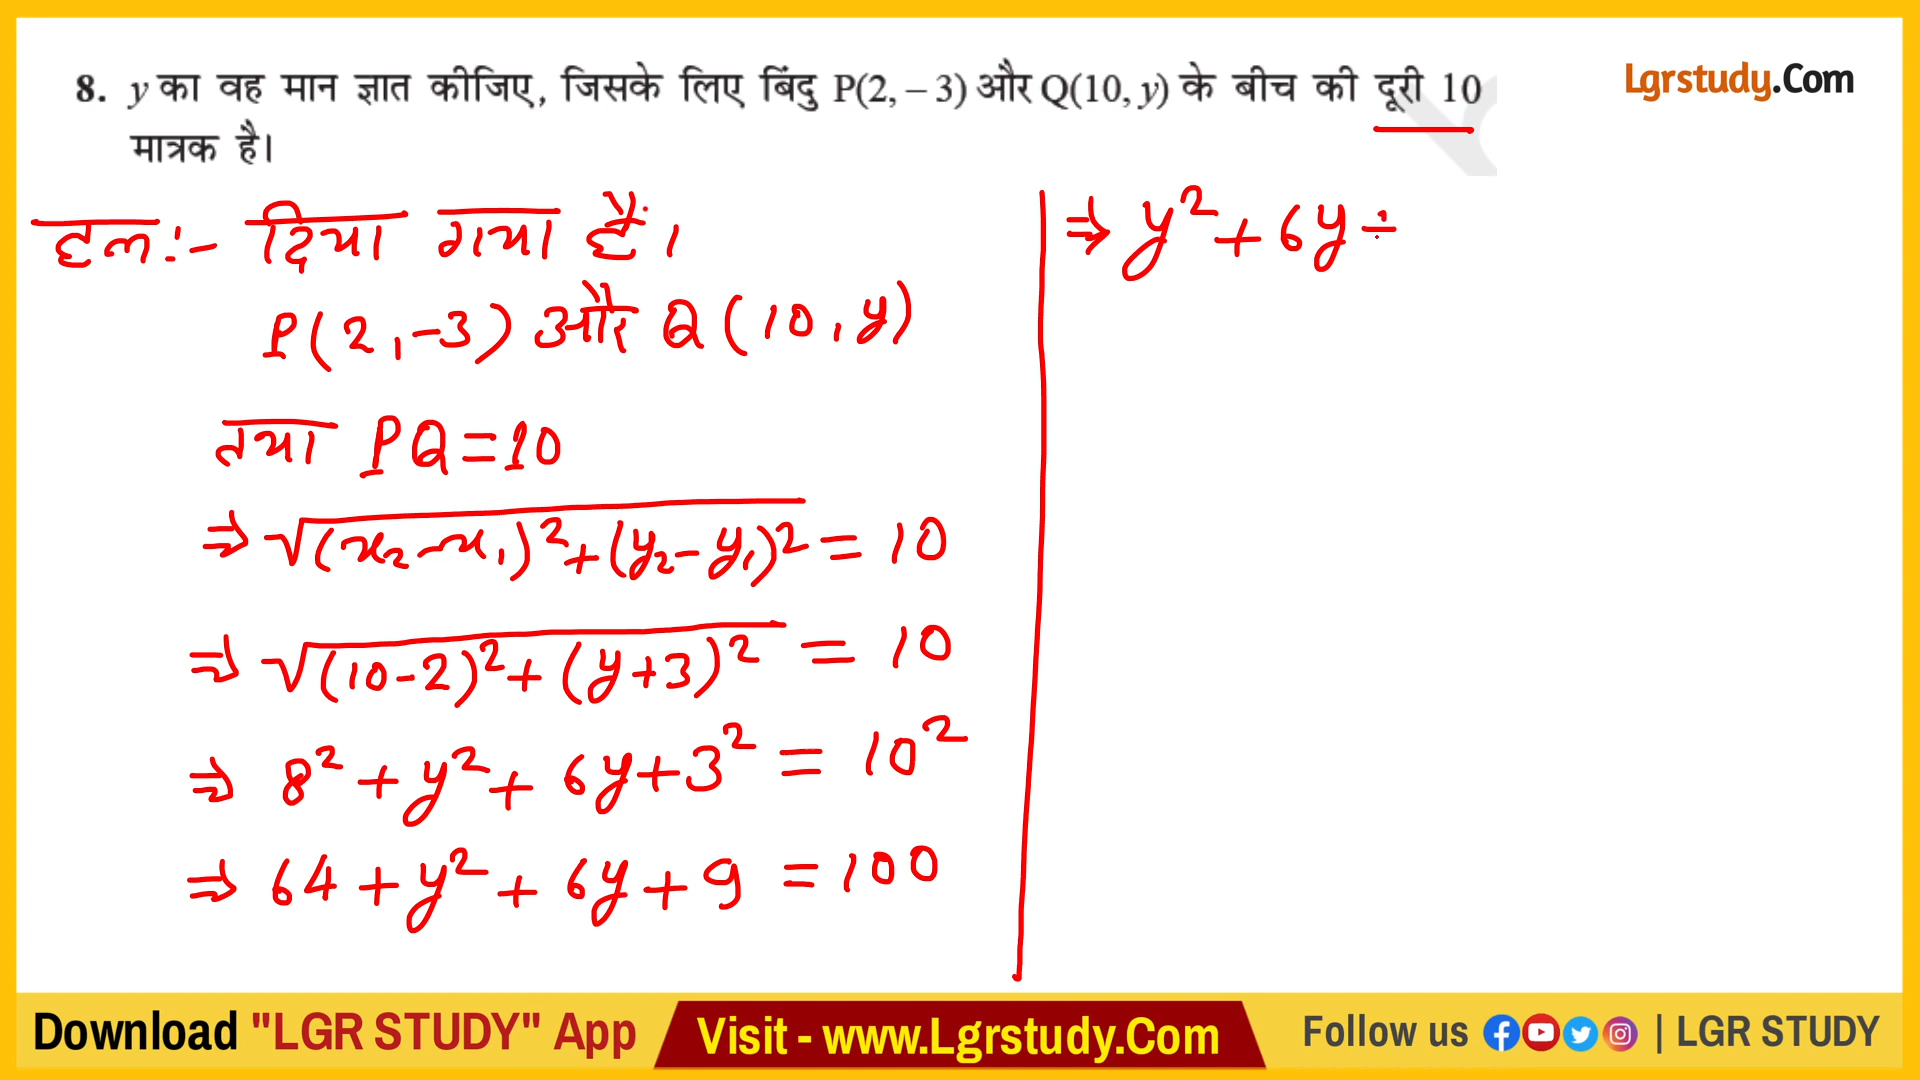 8. y का वह मान ज्ञात कीजिए, जिसके लिए बिंदु P(2, – 3) और Q(10, y) के बीच की दूरी 10
मात्रक है।
Lgrstudy.Com
हल:- दिया गया है।
P(2,-3) और Q(10,y)
तथा PQ=10
⇒ √(x₂-x₁)²+(y₂-y₁)² = 10
⇒ √(10-2)²+(y+3)² = 10
⇒ 8²+y²+6y+3² = 10²
⇒ 64+y²+6y+9 = 100
⇒ y²+6y÷
Download "LGR STUDY" App
Visit - www.Lgrstudy.Com
Follow us | LGR STUDY